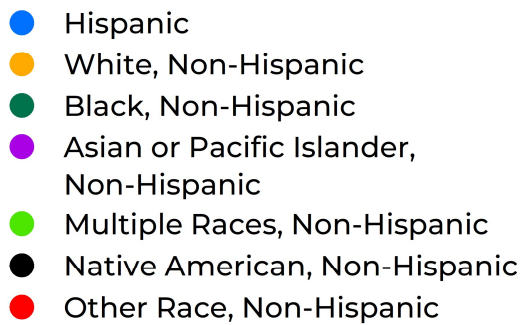 Hispanic
White, Non-Hispanic
Black, Non-Hispanic
Asian or Pacific Islander,
Non-Hispanic
Multiple Races, Non-Hispanic
Native American, Non-Hispanic
Other Race, Non-Hispanic